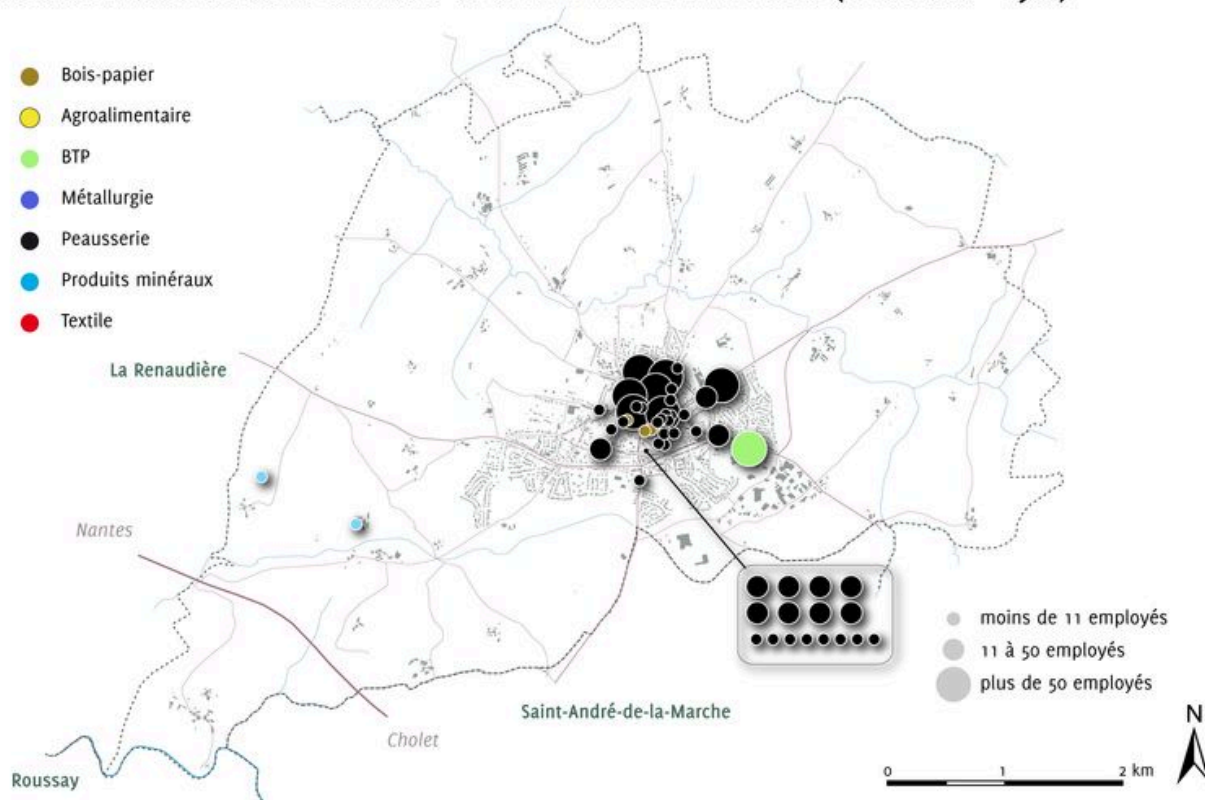 Bois-papier
Agroalimentaire
BTP
Métallurgie
Peausserie
Produits minéraux
Textile
La Renaudière
Nantes
moins de 11 employés
11 à 50 employés
plus de 50 employés
Saint-André-de-la-Marche
Cholet
N
Roussay
0 1 2 km